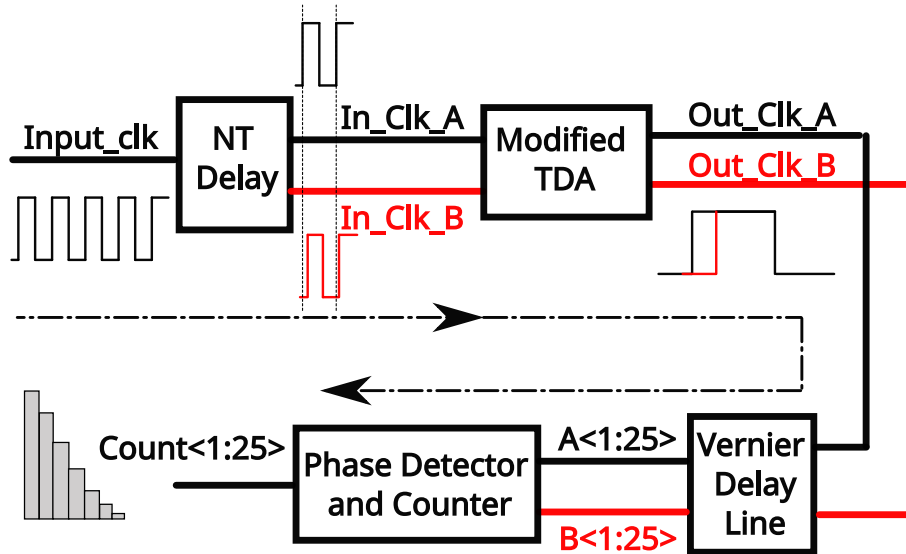 Input_clk
NT
Delay
In_Clk_A
In_Clk_B
Modified
TDA
Out_Clk_A
Out_Clk_B
Count<1:25>
Phase Detector
and Counter
A<1:25>
B<1:25>
Vernier
Delay
Line